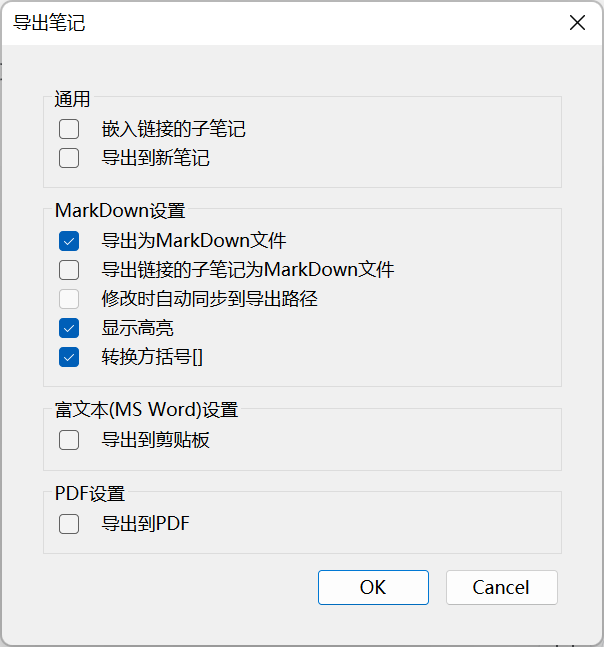 导出笔记
通用
嵌入链接的子笔记
导出到新笔记
MarkDown设置
导出为MarkDown文件
导出链接的子笔记为MarkDown文件
修改时自动同步到导出路径
显示高亮
转换方括号[]
富文本(MS Word)设置
导出到剪贴板
PDF设置
导出到PDF
OK
Cancel